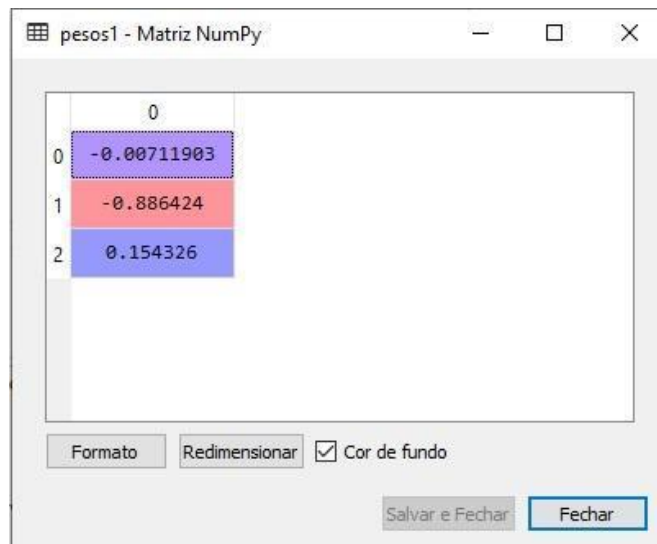 pesos1 - Matriz NumPy
0
0 -0.00711903
1 -0.886424
2 0.154326
Formato Redimensionar Cor de fundo
Salvar e Fechar Fechar